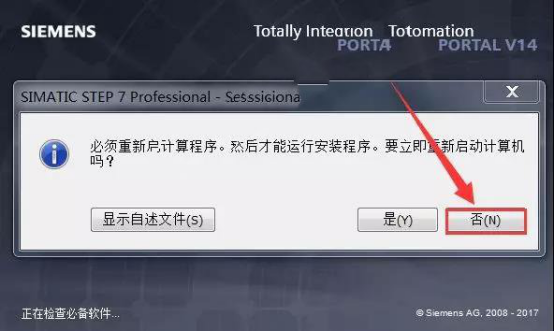 SIEMENS
Totally Integration Totomation
PORTA PORTAL V14
SIMATIC STEP 7 Professional -
X
必须重新启计算程序。然后才能运行安装程序。要立即重新启动计算机
吗？
显示自述文件(S)
是(Y)
否(N)
正在检查必备软件...
© Siemens AG, 2008 - 2017